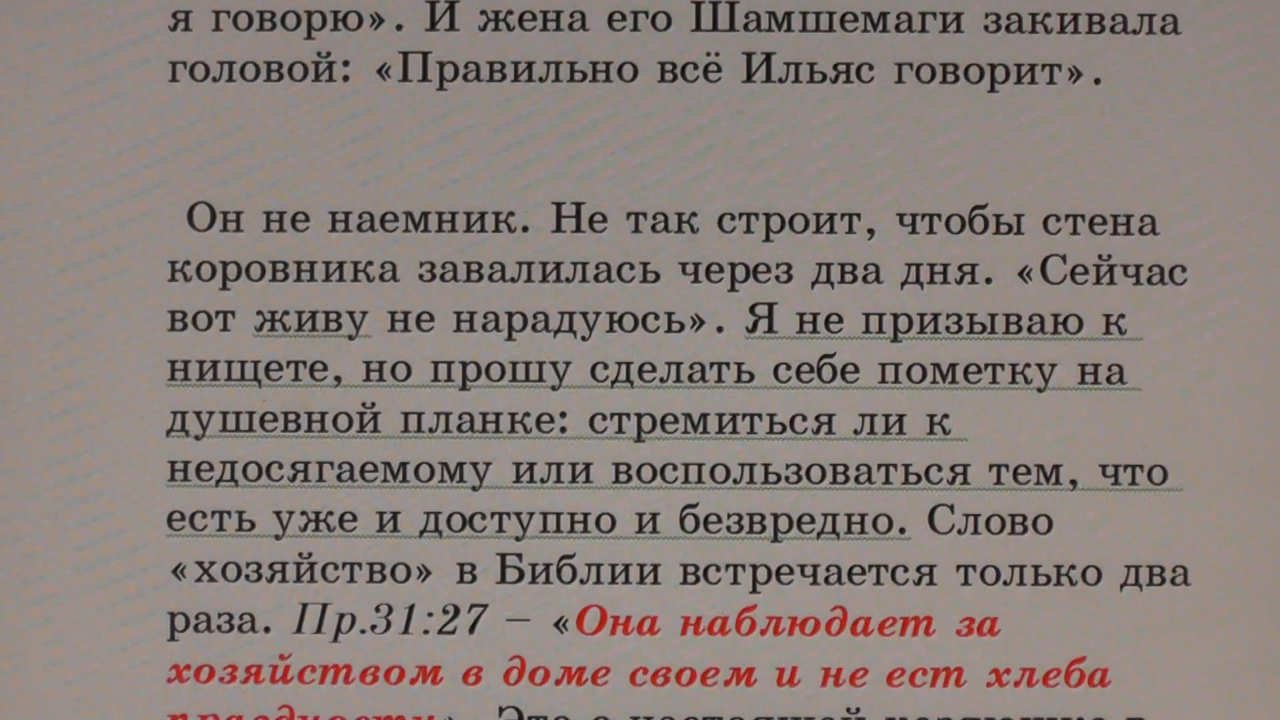 я говорю». И жена его Шамшемаги закивала
головой: «Правильно всё Ильяс говорит».
Он не наемник. Не так строит, чтобы стена
коровника завалилась через два дня. «Сейчас
вот живу не нарадуюсь». Я не призываю к
нищете, но прошу сделать себе пометку на
душевной планке: стремиться ли к
недосягаемому или воспользоваться тем, что
есть уже и доступно и безвредно. Слово
«хозяйство» в Библии встречается только два
раза. Пр.31:27 – «Она наблюдает за
хозяйством в доме своем и не ест хлеба